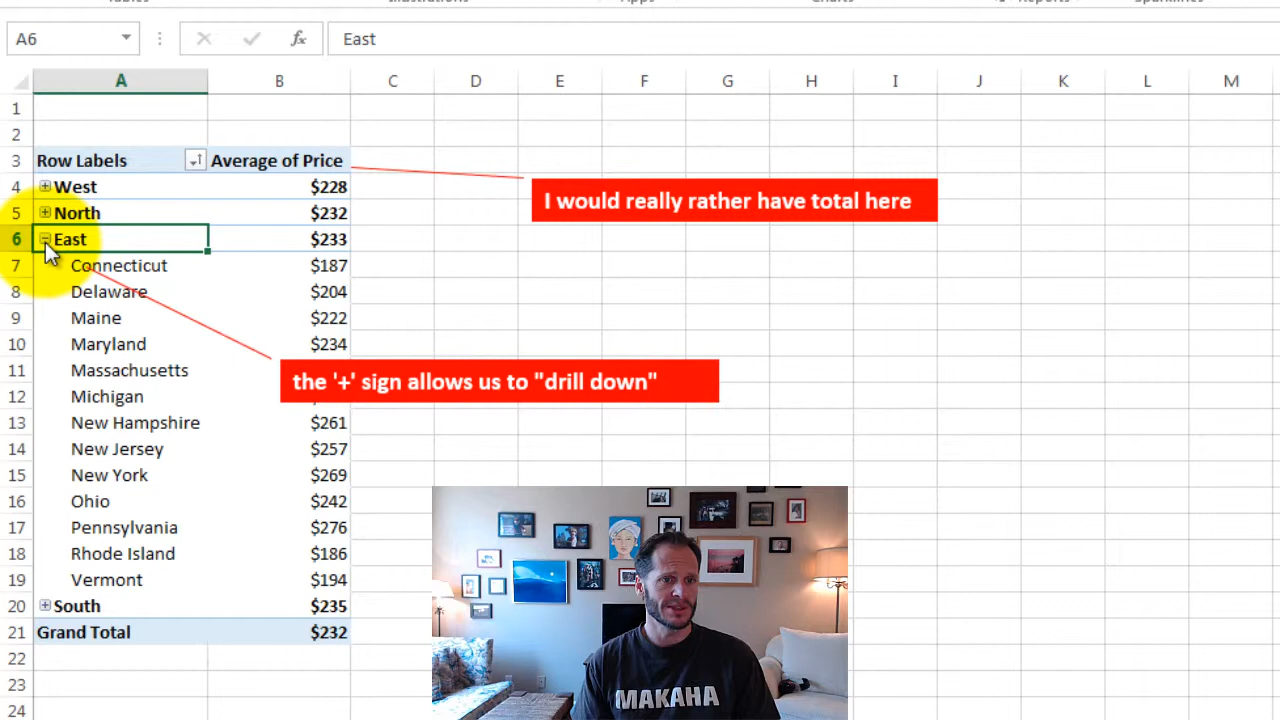 A6 fx East
A B C D E F G H I J K L M
1
2
3 Row Labels Average of Price
4 West $228
I would really rather have total here
5 North $232
6 East $233
7 Connecticut $187
8 Delaware $204
9 Maine $222
10 Maryland $234
11 Massachusetts
the '+' sign allows us to "drill down"
12 Michigan
13 New Hampshire $261
14 New Jersey $257
15 New York $269
16 Ohio $242
17 Pennsylvania $276
18 Rhode Island $186
19 Vermont $194
20 South $235
21 Grand Total $232
22
23
24
MAKAHA